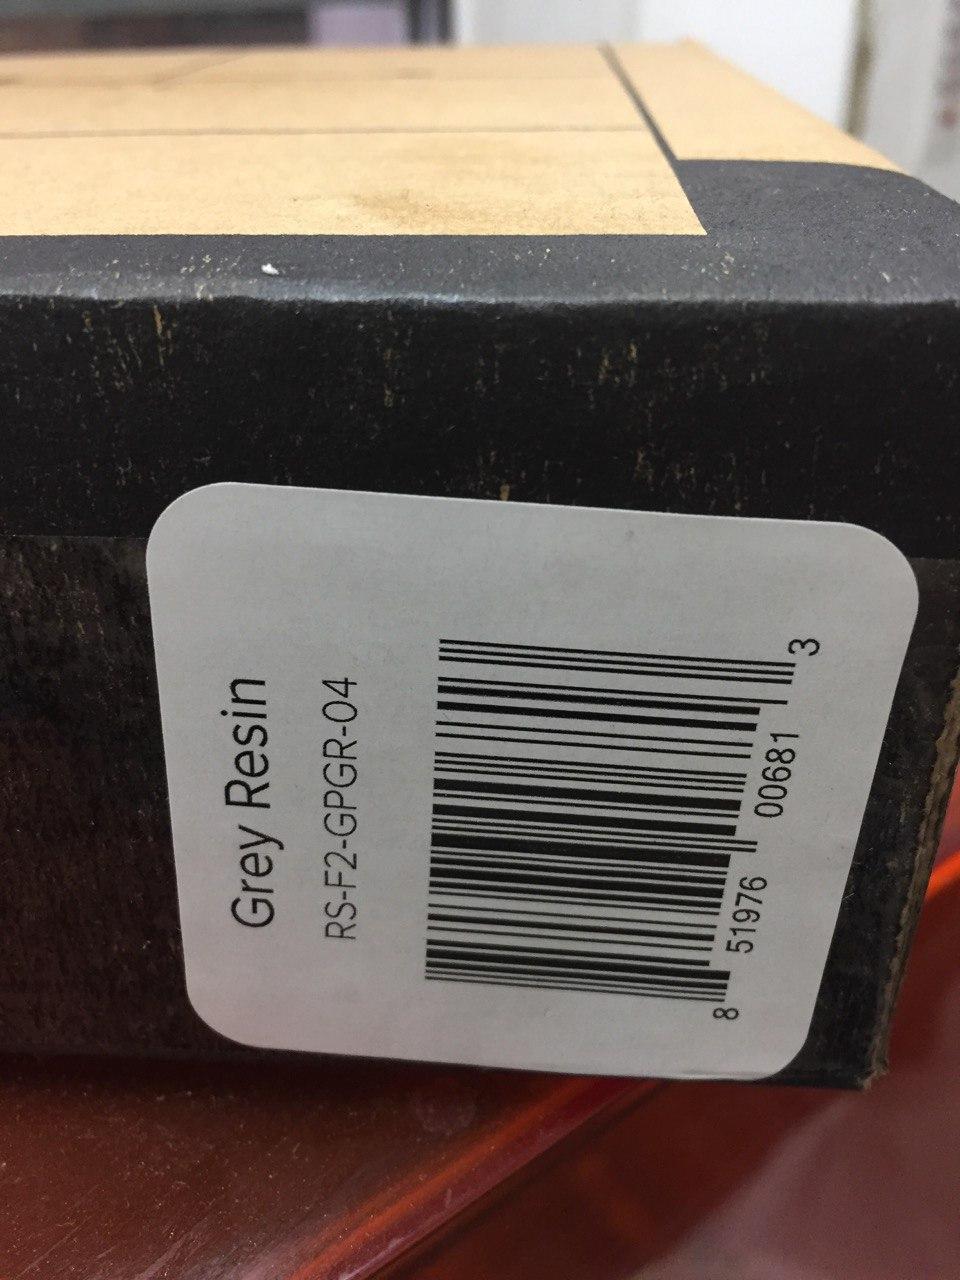 Grey Resin
RS-F2-GPGR-04
8 51976 00681 3